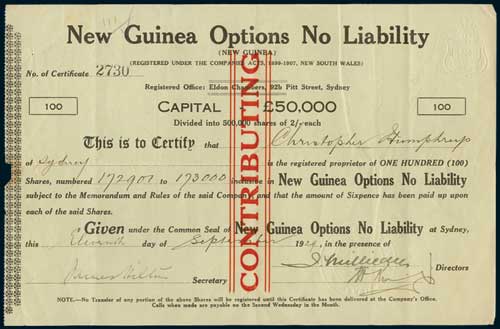 New Guinea Options No Liability
(NEW GUINEA)
(REGISTERED UNDER THE COMPANIES ACTS, 1899-1907, NEW SOUTH WALES)
No. of Certificate 2730
Registered Office: Eldon Chambers, 92b Pitt Street, Sydney
100
CAPITAL - £50,000
100
Divided into 500,000 shares of 2/- each
This is to Certify that Christopher Humphrys
of Sydney is the registered proprietor of ONE HUNDRED (100)
Shares, numbered 172901 to 173000 inclusive in New Guinea Options No Liability
subject to the Memorandum and Rules of the said Company and that the amount of Sixpence has been paid up upon
each of the said Shares.
Given under the Common Seal of New Guinea Options No Liability at Sydney,
this Eleventh day of September 1929, in the presence of
James Wilton
Secretary
Directors
NOTE.—No Transfer of any portion of the above Shares will be registered until this Certificate has been delivered at the Company's Office.
Calls when made are payable on the Second Wednesday in the Month.
CONTRIBUTING